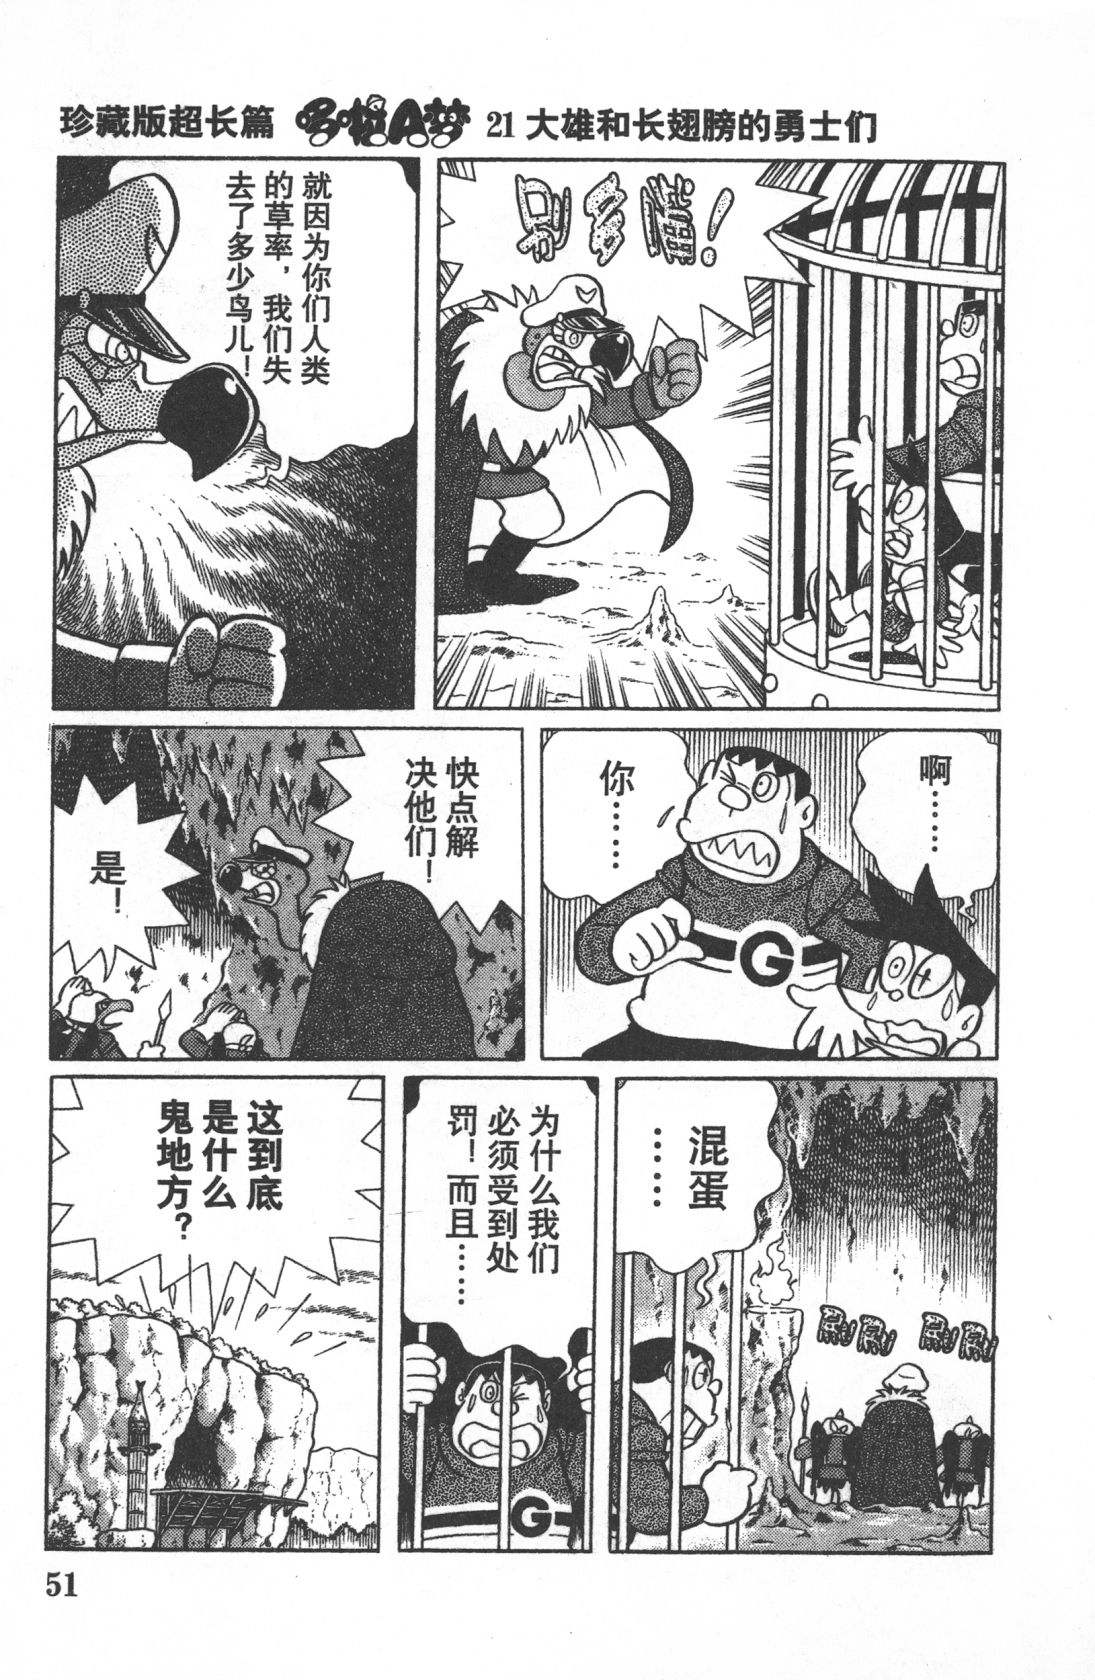 珍藏版超长篇 哆啦A梦 21 大雄和长翅膀的勇士们
别多嘴！
就因为你们人类
的草率，我们失
去了多少鸟儿！
啊……
你……
快点解
决他们！
是！
混蛋
……
为什么我们
必须受到处
罚！而且……
这到底
是什么
鬼地方？
G
G
51